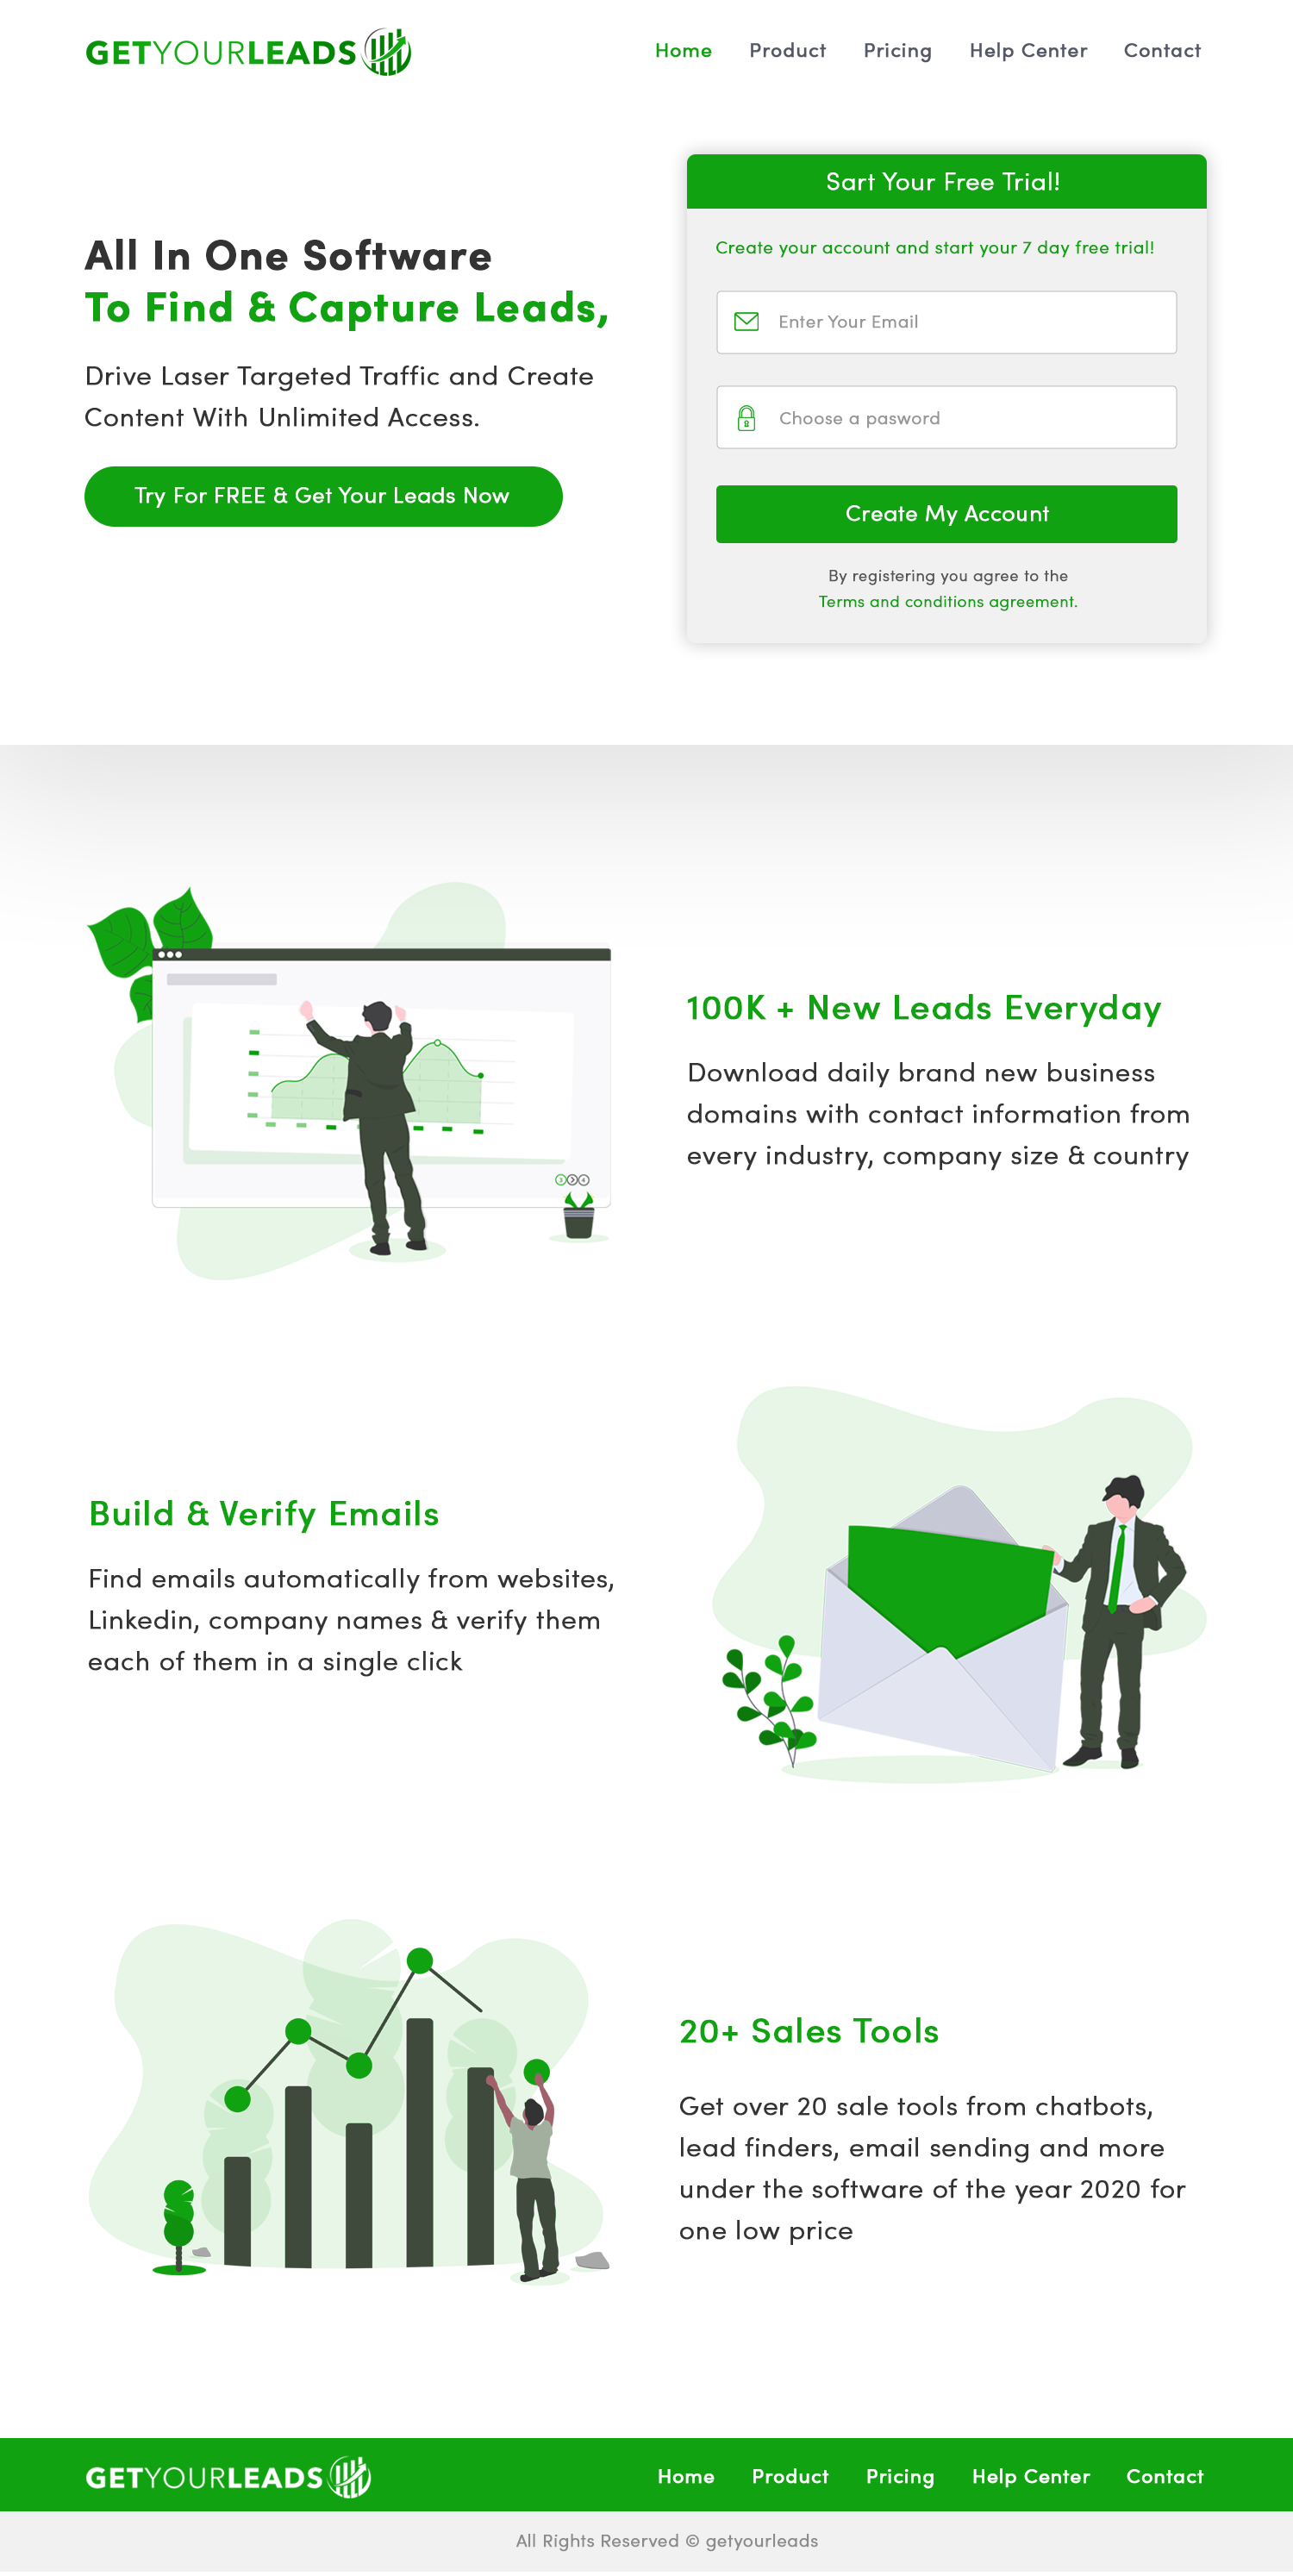 GETYOURLEADS
Home Product Pricing Help Center Contact
All In One Software
To Find & Capture Leads,
Drive Laser Targeted Traffic and Create
Content With Unlimited Access.
Try For FREE & Get Your Leads Now
Sart Your Free Trial!
Create your account and start your 7 day free trial!
Enter Your Email
Choose a pasword
Create My Account
By registering you agree to the
Terms and conditions agreement.
100K + New Leads Everyday
Download daily brand new business
domains with contact information from
every industry, company size & country
Build & Verify Emails
Find emails automatically from websites,
Linkedin, company names & verify them
each of them in a single click
20+ Sales Tools
Get over 20 sale tools from chatbots,
lead finders, email sending and more
under the software of the year 2020 for
one low price
GETYOURLEADS
Home Product Pricing Help Center Contact
All Rights Reserved © getyourleads